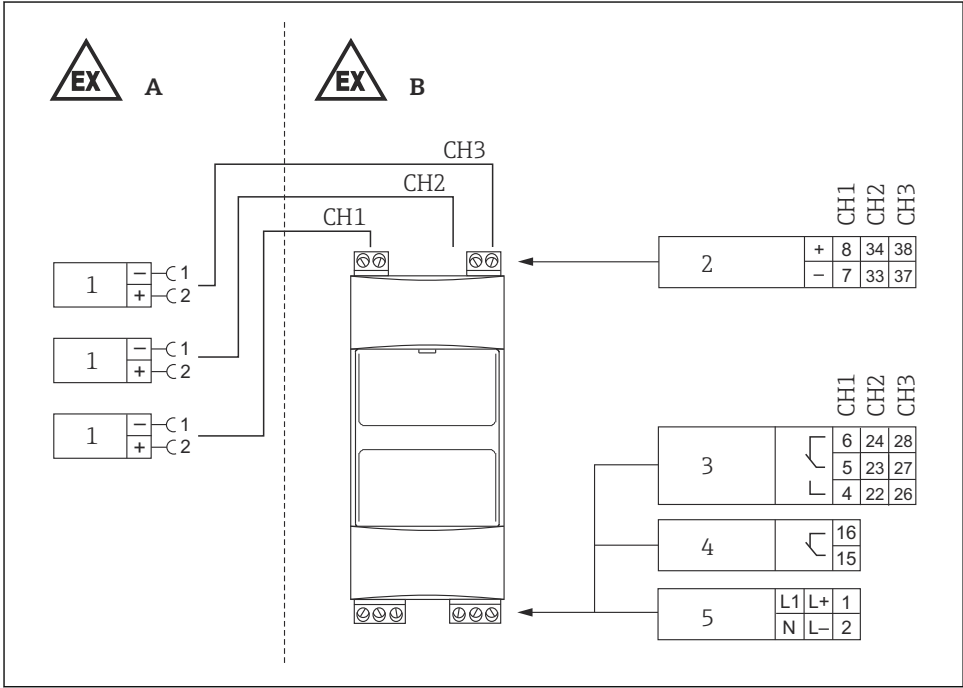 EX A EX B
CH3
CH2
CH1
CH1 CH2 CH3
2 + 8 34 38
– 7 33 37
1 – 1
+ 2
1 – 1
+ 2
1 – 1
+ 2
CH1 CH2 CH3
3 6 24 28
5 23 27
4 22 26
4 16
15
5 L1 L+ 1
N L– 2